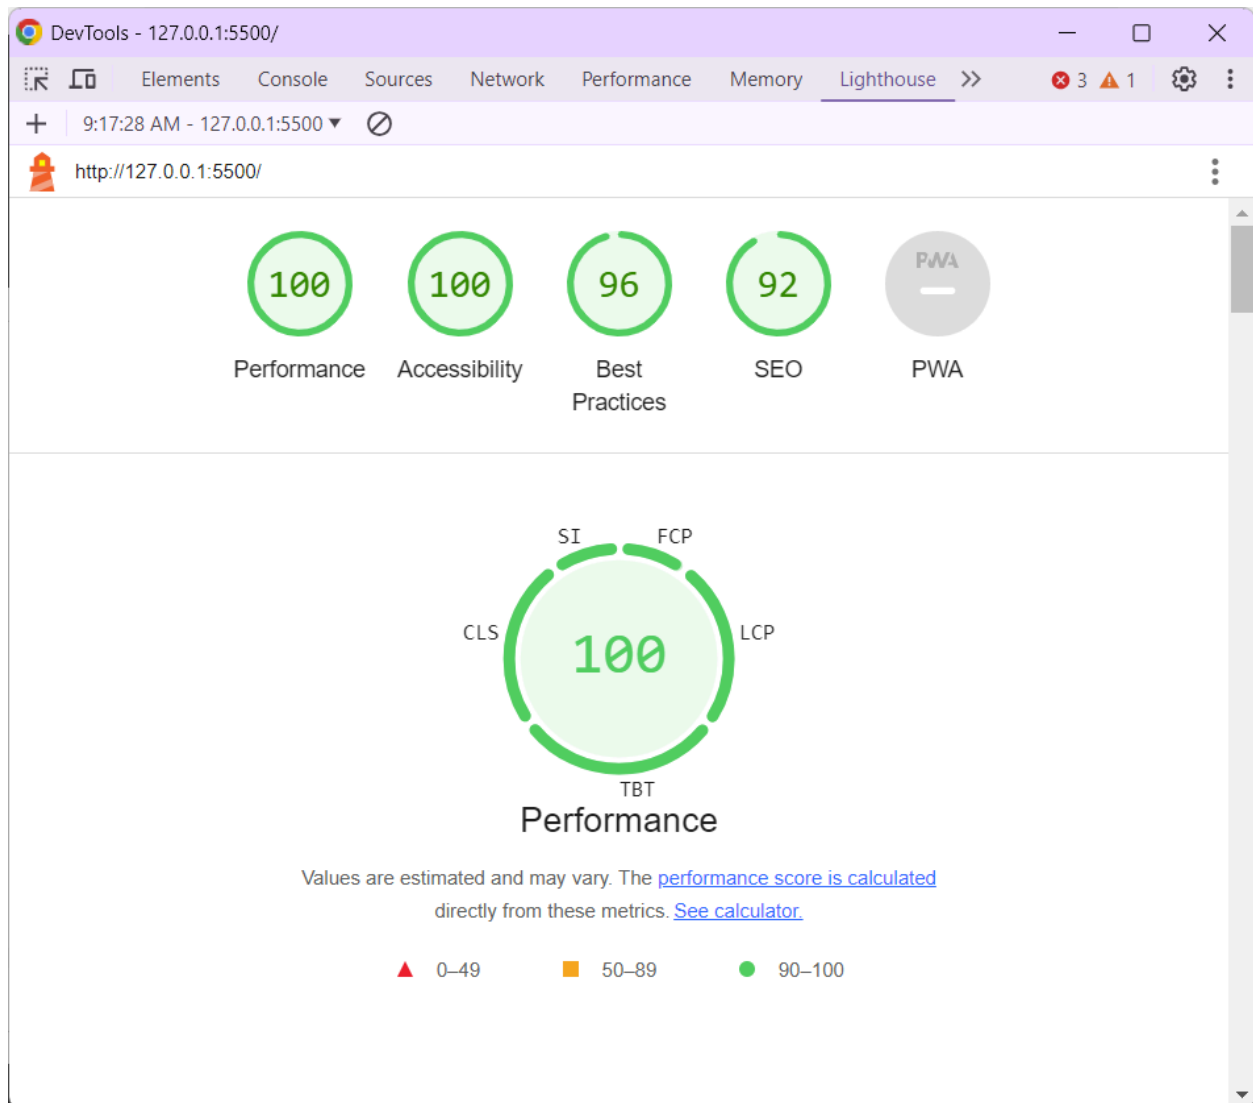 DevTools - 127.0.0.1:5500/
Elements Console Sources Network Performance Memory Lighthouse 3 1
9:17:28 AM - 127.0.0.1:5500
http://127.0.0.1:5500/
100 100 96 92 PWA
Performance Accessibility Best Practices SEO PWA
SI FCP
CLS LCP
100
TBT
Performance
Values are estimated and may vary. The performance score is calculated
directly from these metrics. See calculator.
0–49 50–89 90–100